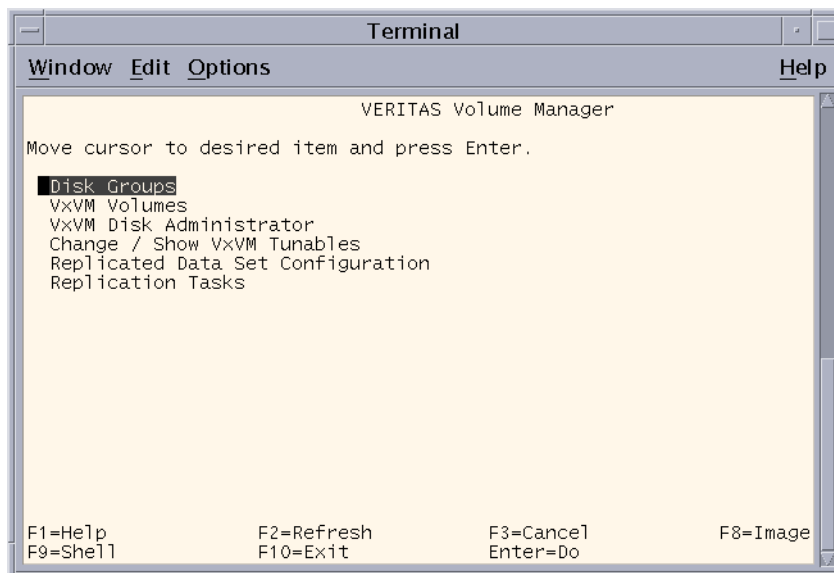 Terminal
Window Edit Options Help
VERITAS Volume Manager
Move cursor to desired item and press Enter.
Disk Groups
VxVM Volumes
VxVM Disk Administrator
Change / Show VxVM Tunables
Replicated Data Set Configuration
Replication Tasks
F1=Help F2=Refresh F3=Cancel F8=Image
F9=Shell F10=Exit Enter=Do